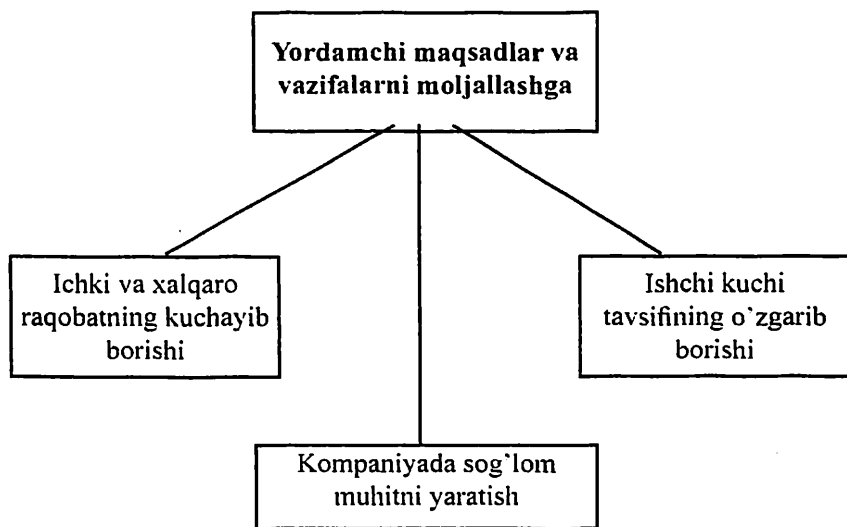 Yordamchi maqsadlar va
vazifalarni moljallashga
Ichki va xalqaro
raqobatning kuchayib
borishi
Ishchi kuchi
tavsifining o`zgarib
borishi
Kompaniyada sog`lom
muhitni yaratish